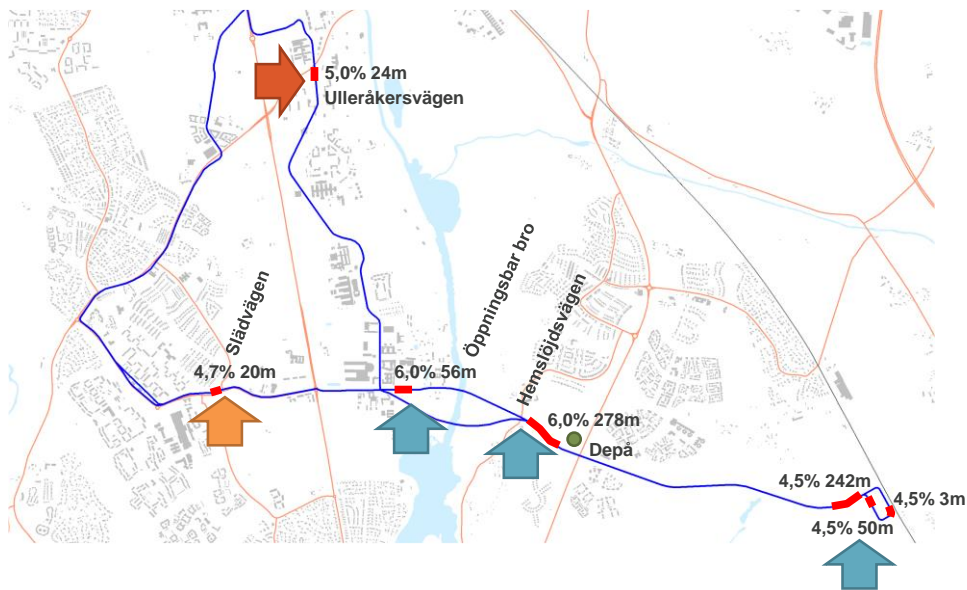 5,0% 24m
Ulleråkersvägen
Slädvägen
4,7% 20m
6,0% 56m
Öppningsbar bro
Hemslöjdsvägen
6,0% 278m
Depå
4,5% 242m
4,5% 3m
4,5% 50m